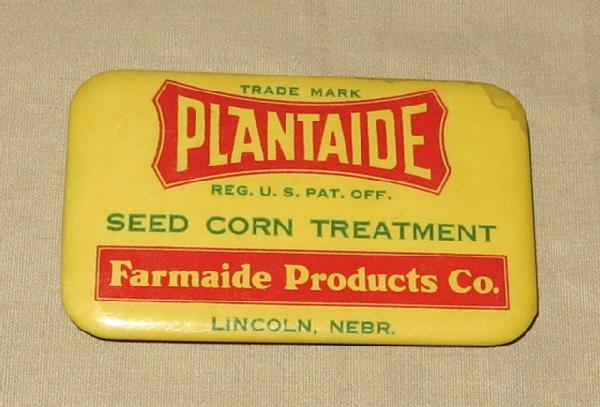 TRADE MARK
PLANTAIDE
REG. U. S. PAT. OFF.
SEED CORN TREATMENT
Farmaide Products Co.
LINCOLN, NEBR.